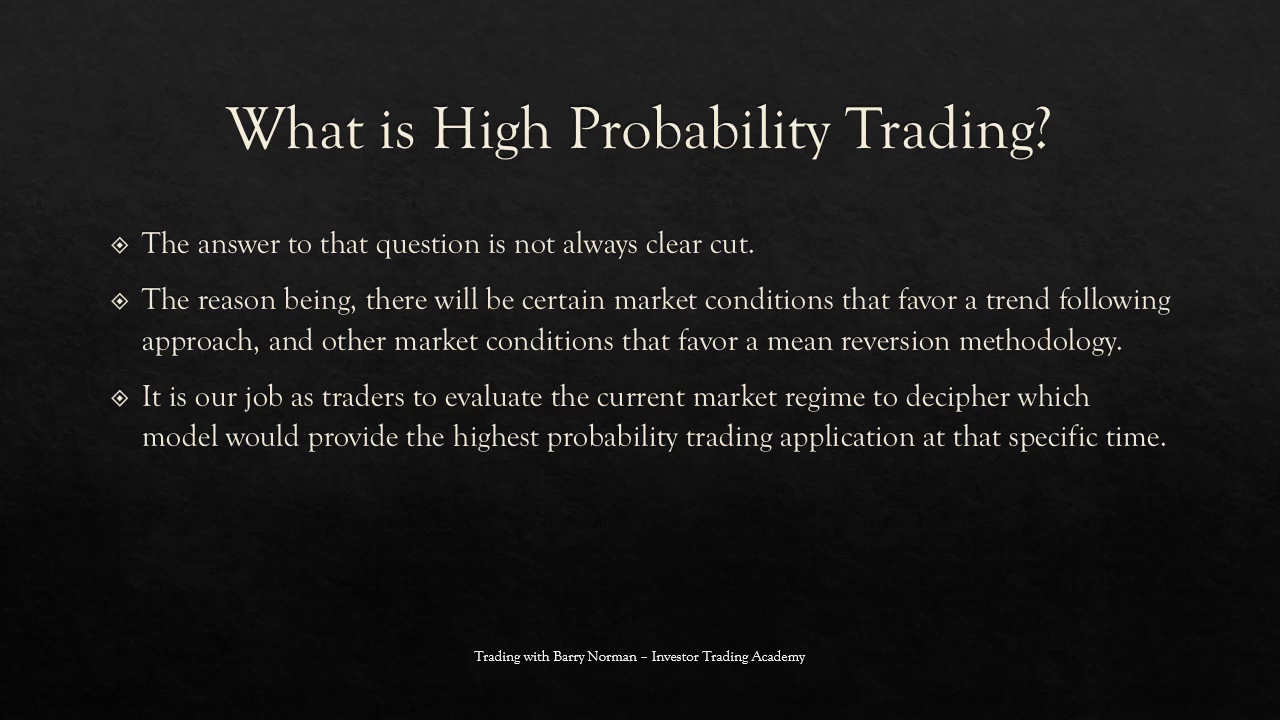 What is High Probability Trading?
The answer to that question is not always clear cut.
The reason being, there will be certain market conditions that favor a trend following
approach, and other market conditions that favor a mean reversion methodology.
It is our job as traders to evaluate the current market regime to decipher which
model would provide the highest probability trading application at that specific time.
Trading with Barry Norman – Investor Trading Academy